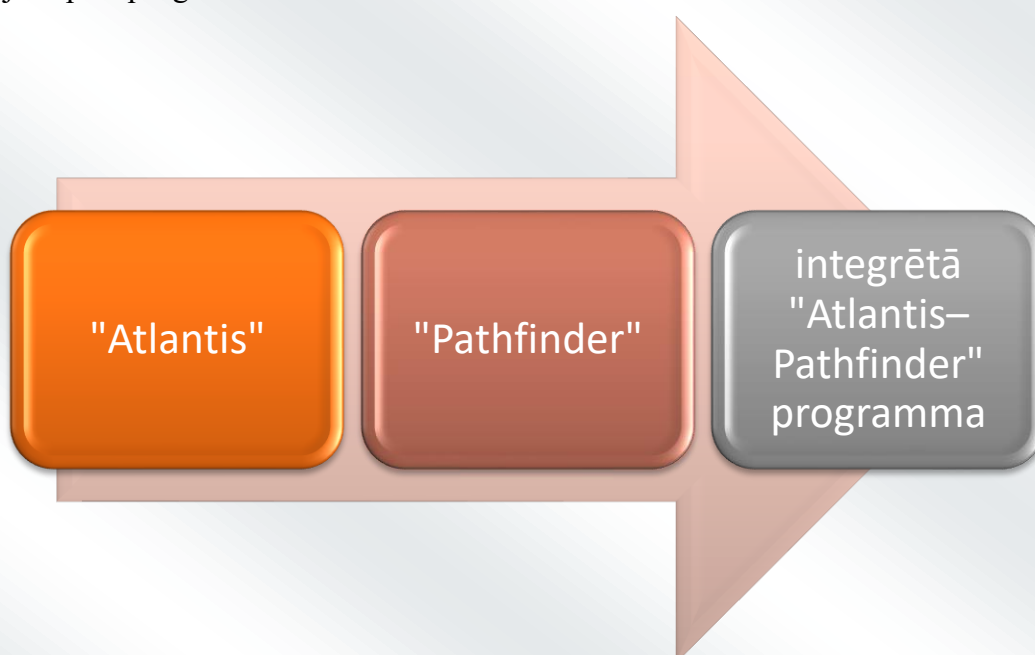 "Atlantis"
"Pathfinder"
integrētā
"Atlantis–
Pathfinder"
programma